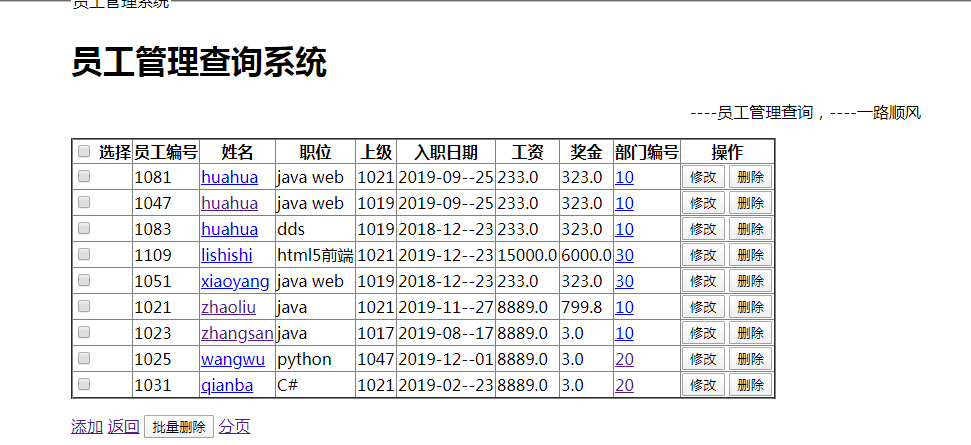 员工管理系统
员工管理查询系统
----员工管理查询，----一路顺风
选择 员工编号 姓名 职位 上级 入职日期 工资 奖金 部门编号 操作
1081 huahua java web 1021 2019-09--25 233.0 323.0 10 修改 删除
1047 huahua java web 1019 2019-09--25 233.0 323.0 10 修改 删除
1083 huahua dds 1019 2018-12--23 233.0 323.0 10 修改 删除
1109 lishishi html5前端 1021 2019-12--23 15000.0 6000.0 30 修改 删除
1051 xiaoyang java web 1019 2018-12--23 233.0 323.0 30 修改 删除
1021 zhaoliu java 1021 2019-11--27 8889.0 799.8 10 修改 删除
1023 zhangsan java 1017 2019-08--17 8889.0 3.0 10 修改 删除
1025 wangwu python 1047 2019-12--01 8889.0 3.0 20 修改 删除
1031 qianba C# 1021 2019-02--23 8889.0 3.0 20 修改 删除
添加 返回 批量删除 分页